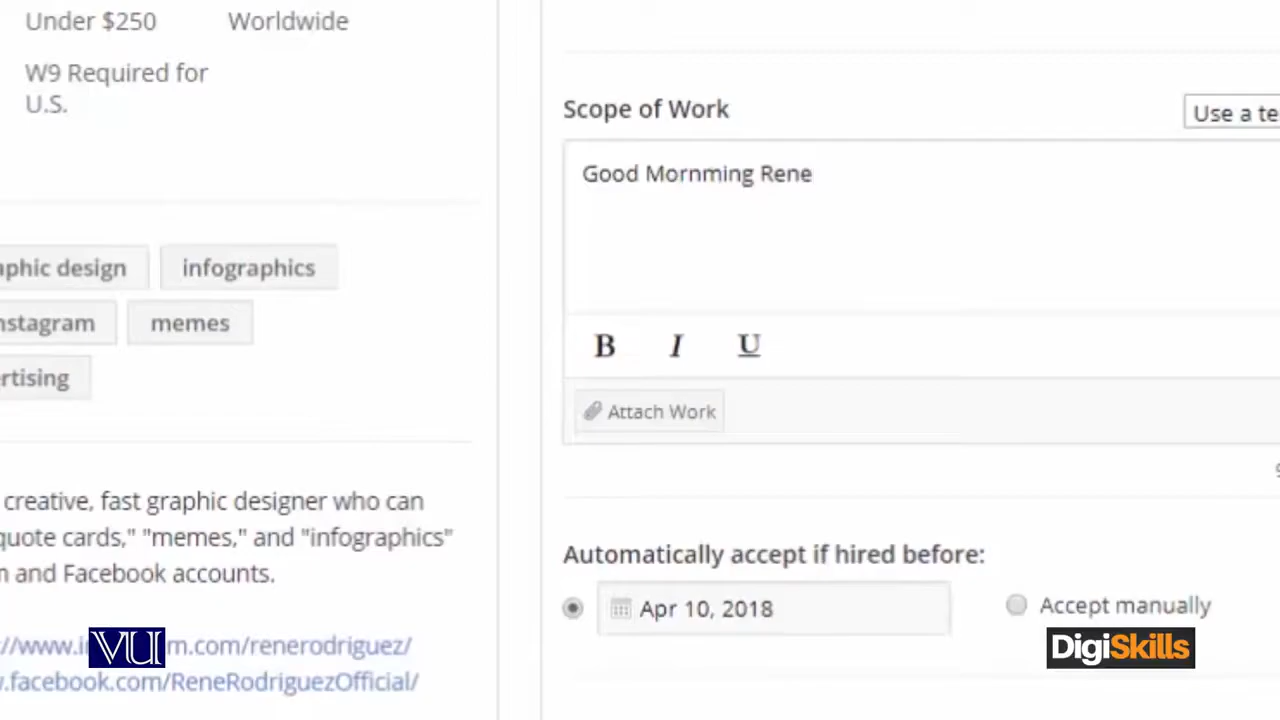 Under $250 Worldwide
W9 Required for
U.S.
aphic design infographics
nstagram memes
ertising
creative, fast graphic designer who can
quote cards," "memes," and "infographics"
m and Facebook accounts.
//www.i m.com/renerodriguez/
.facebook.com/ReneRodriguezOfficial/
VU
Scope of Work
Use a te
Good Mornming Rene
B I U
Attach Work
Automatically accept if hired before:
Apr 10, 2018 Accept manually
DigiSkills